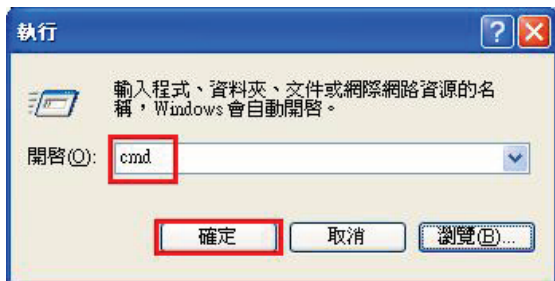 執行
輸入程式、資料夾、文件或網際網路資源的名
稱，Windows 會自動開啓。
開啓(O): cmd
確定 取消 瀏覽(B)...